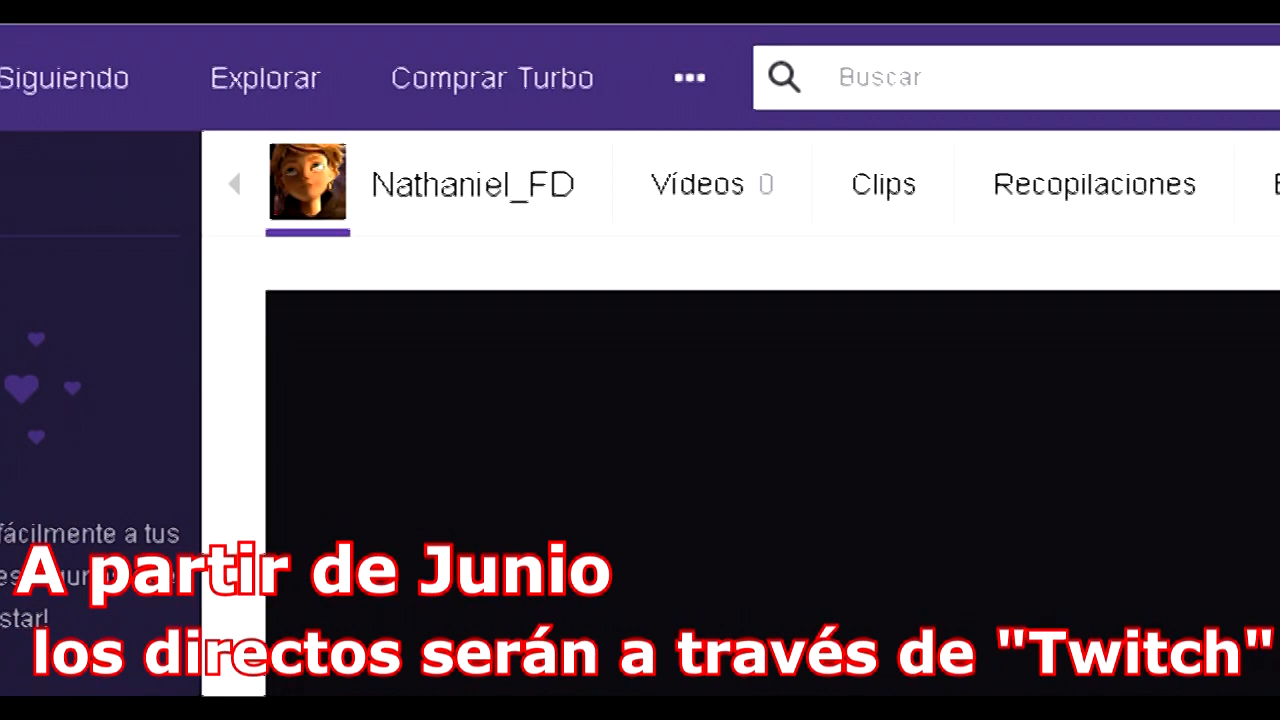 Siguiendo Explorar Comprar Turbo ••• Buscar
Nathaniel_FD Vídeos 0 Clips Recopilaciones
fácilmente a tus
A partir de Junio
star!
los directos serán a través de "Twitch"